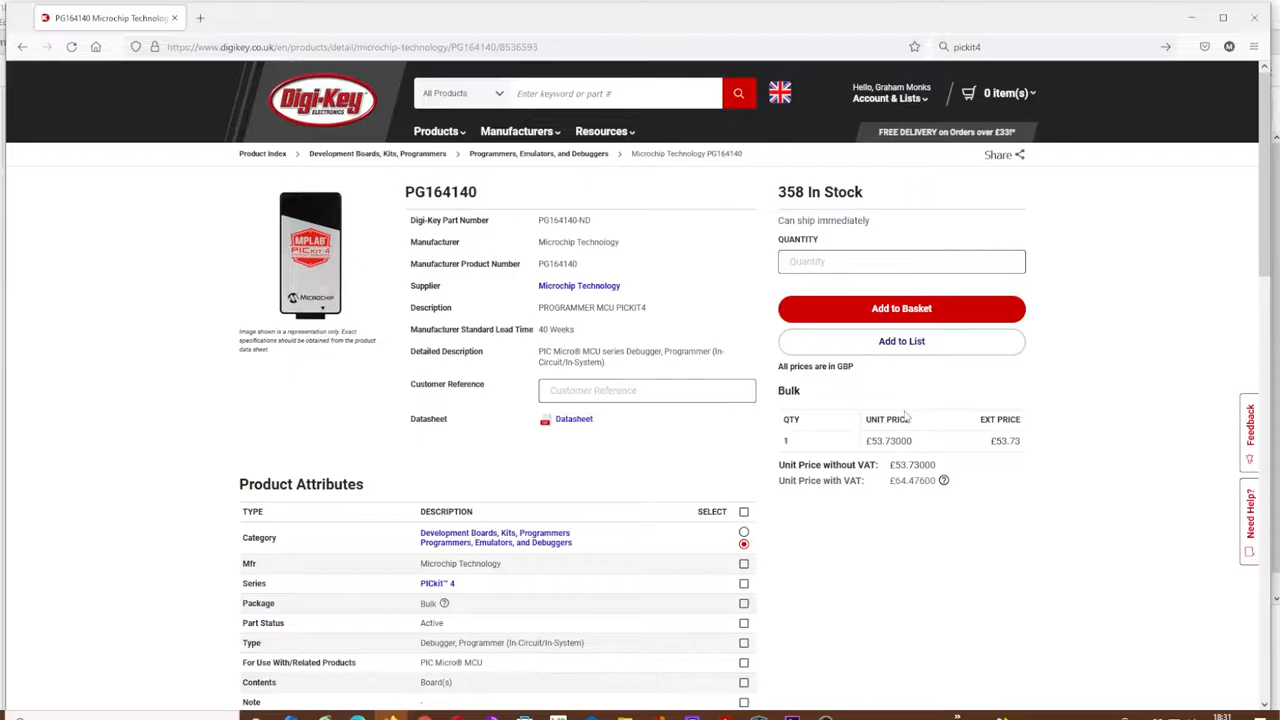 PG164140 Microchip Technolog
https://www.digikey.co.uk/en/products/detail/microchip-technology/PG164140/8536593
pickit4
M
Digi-Key
ELECTRONICS
All Products
Enter keyword or part #
Hello, Graham Monks
Account & Lists
0 item(s)
Products
Manufacturers
Resources
FREE DELIVERY on Orders over £33!*
Product Index > Development Boards, Kits, Programmers > Programmers, Emulators, and Debuggers > Microchip Technology PG164140
Share
MPLAB
PICkit 4
MICROCHIP
Image shown is a representation only. Exact
specifications should be obtained from the product
data sheet.
PG164140
Digi-Key Part Number PG164140-ND
Manufacturer Microchip Technology
Manufacturer Product Number PG164140
Supplier Microchip Technology
Description PROGRAMMER MCU PICKIT4
Manufacturer Standard Lead Time 40 Weeks
Detailed Description PIC Micro® MCU series Debugger, Programmer (In-
Circuit/In-System)
Customer Reference Customer Reference
Datasheet Datasheet
358 In Stock
Can ship immediately
QUANTITY
Quantity
Add to Basket
Add to List
All prices are in GBP
Bulk
QTY UNIT PRICE EXT PRICE
1 £53.73000 £53.73
Unit Price without VAT: £53.73000
Unit Price with VAT: £64.47600
Feedback
Need Help?
Product Attributes
TYPE DESCRIPTION SELECT
Category Development Boards, Kits, Programmers
Programmers, Emulators, and Debuggers
Mfr Microchip Technology
Series PICkit™ 4
Package Bulk
Part Status Active
Type Debugger, Programmer (In-Circuit/In-System)
For Use With/Related Products PIC Micro® MCU
Contents Board(s)
Note -
18:31